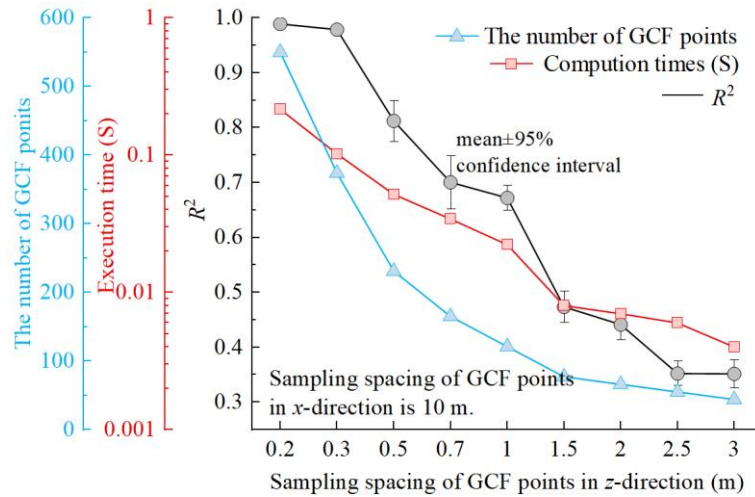 The number of GCF ponits
600
500
400
300
200
100
0
Execution time (S)
1
0.1
0.01
0.001
R²
1.0
0.9
0.8
0.7
0.6
0.5
0.4
0.3
The number of GCF points
Compution times (S)
R²
mean±95%
confidence interval
Sampling spacing of GCF points
in x-direction is 10 m.
0.2 0.3 0.5 0.7 1 1.5 2 2.5 3
Sampling spacing of GCF points in z-direction (m)